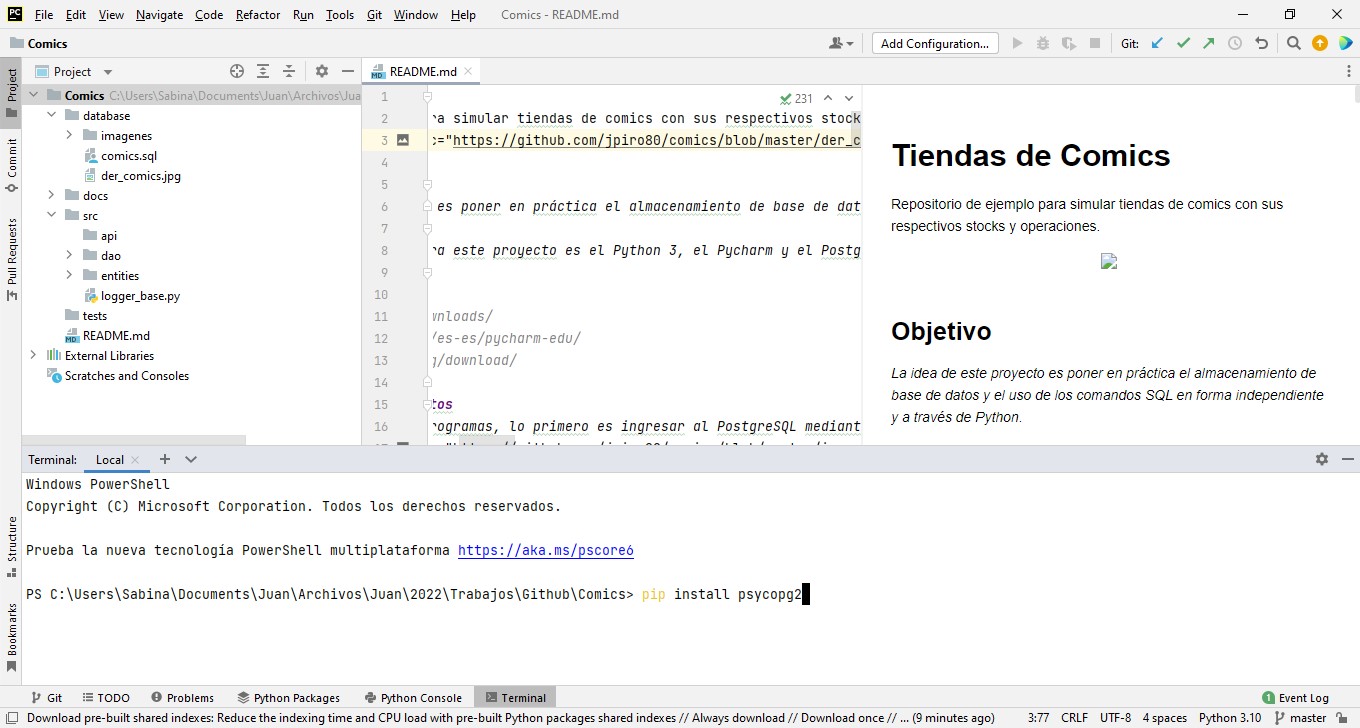 PC File Edit View Navigate Code Refactor Run Tools Git Window Help Comics - README.md
Comics Add Configuration... Git:
Project README.md
Project
Commit
Pull Requests
Structure
Bookmarks
Comics C:\Users\Sabina\Documents\Juan\Archivos\Jua
database
imagenes
comics.sql
der_comics.jpg
docs
src
api
dao
entities
logger_base.py
tests
MD README.md
External Libraries
Scratches and Consoles
231
1
2 ra simular tiendas de comics con sus respectivos stock
3 c="https://github.com/jpiro80/comics/blob/master/der_c
4
5
6 es poner en práctica el almacenamiento de base de dat
7
8 ra este proyecto es el Python 3, el Pycharm y el Postg
9
10
11 wnloads/
12 /es-es/pycharm-edu/
13 g/download/
14
15 tos
16 rogramas, lo primero es ingresar al PostgreSQL mediant
Tiendas de Comics
Repositorio de ejemplo para simular tiendas de comics con sus
respectivos stocks y operaciones.
Objetivo
La idea de este proyecto es poner en práctica el almacenamiento de
base de datos y el uso de los comandos SQL en forma independiente
y a través de Python.
Terminal: Local
Windows PowerShell
Copyright (C) Microsoft Corporation. Todos los derechos reservados.
Prueba la nueva tecnología PowerShell multiplataforma https://aka.ms/pscore6
PS C:\Users\Sabina\Documents\Juan\Archivos\Juan\2022\Trabajos\Github\Comics> pip install psycopg2
Git TODO Problems Python Packages Python Console Terminal 1 Event Log
Download pre-built shared indexes: Reduce the indexing time and CPU load with pre-built Python packages shared indexes // Always download // Download once // ... (9 minutes ago) 3:77 CRLF UTF-8 4 spaces Python 3.10 master